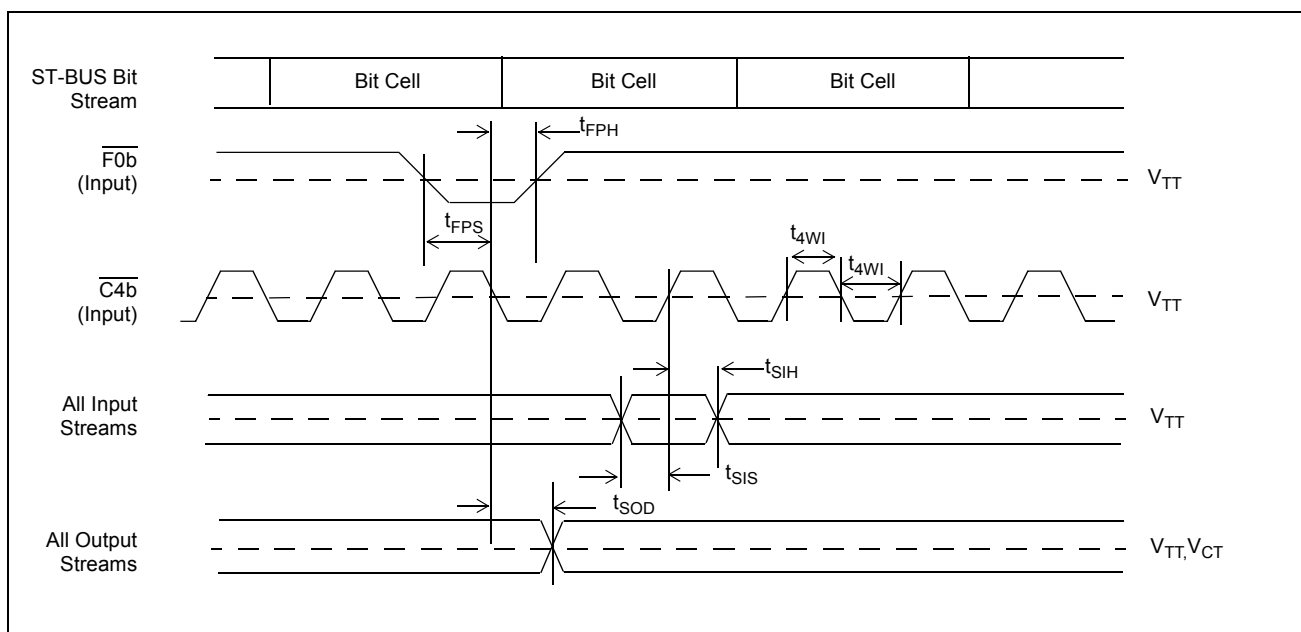 ST-BUS Bit
Stream
Bit Cell
Bit Cell
Bit Cell
tFPH
F0b
(Input)
VTT
tFPS
t4WI
t4WI
C4b
(Input)
VTT
tSIH
All Input
Streams
VTT
tSIS
tSOD
All Output
Streams
VTT,VCT